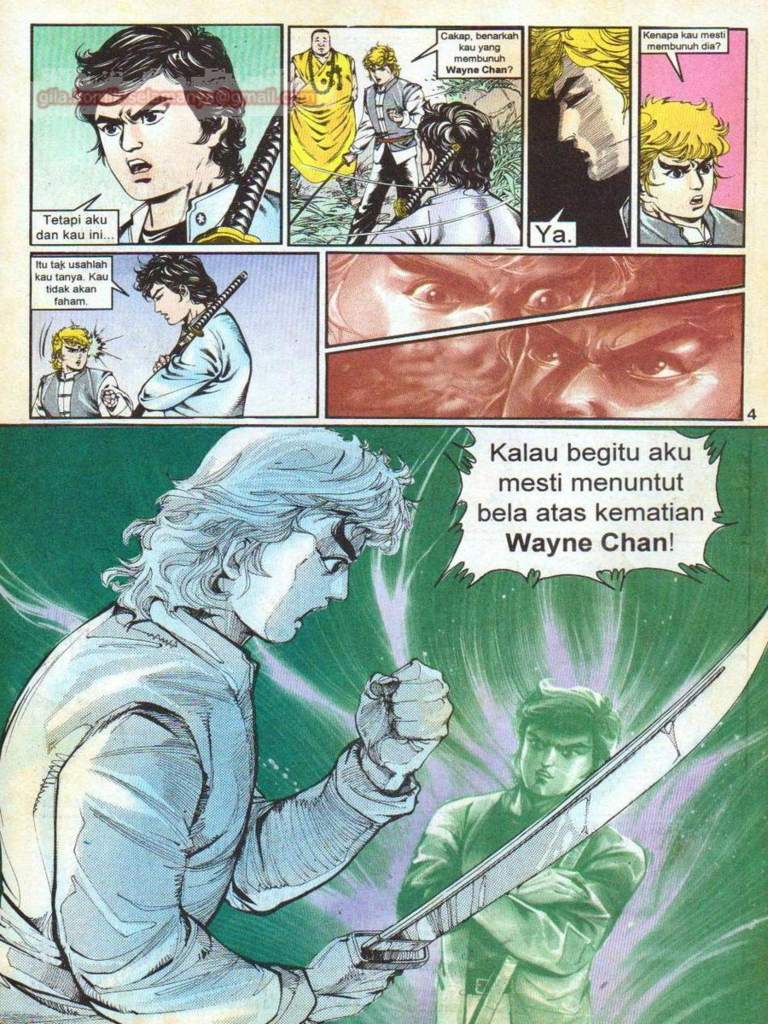 Tetapi aku
dan kau ini...
Cakap, benarkah
kau yang
membunuh
Wayne Chan?
Ya.
Kenapa kau mesti
membunuh dia?
Itu tak usahlah
kau tanya. Kau
tidak akan
faham.
4
Kalau begitu aku
mesti menuntut
bela atas kematian
Wayne Chan!